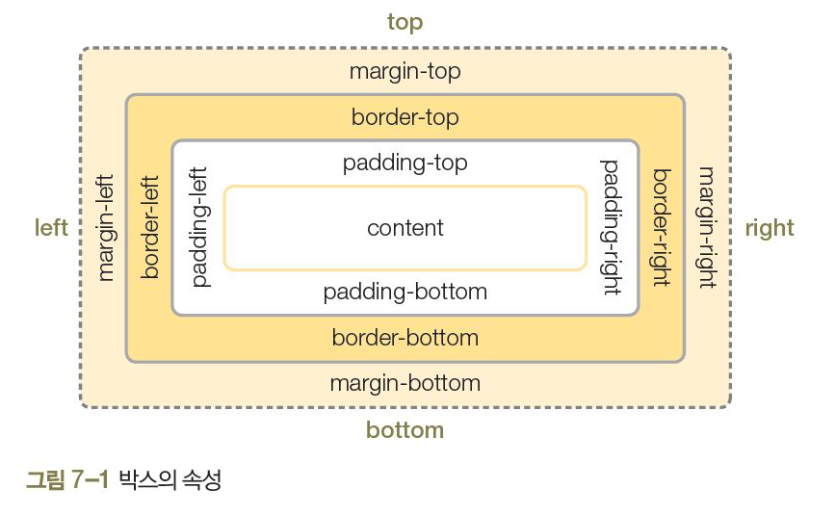 top
margin-top
border-top
padding-top
left
margin-left
border-left
padding-left
content
padding-right
border-right
margin-right
right
padding-bottom
border-bottom
margin-bottom
bottom
그림 7-1 박스의 속성